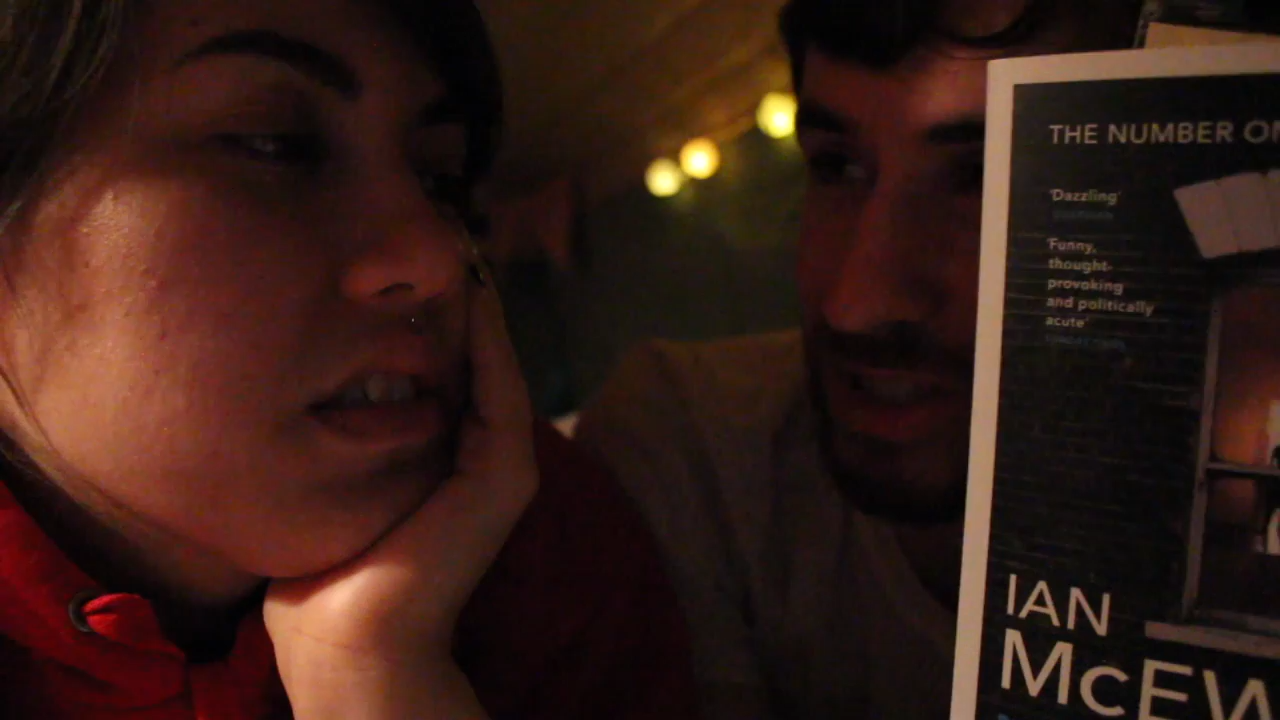 THE NUMBER O
'Dazzling'
'Funny,
thought-
provoking
and politically
acute'
IAN
McEW